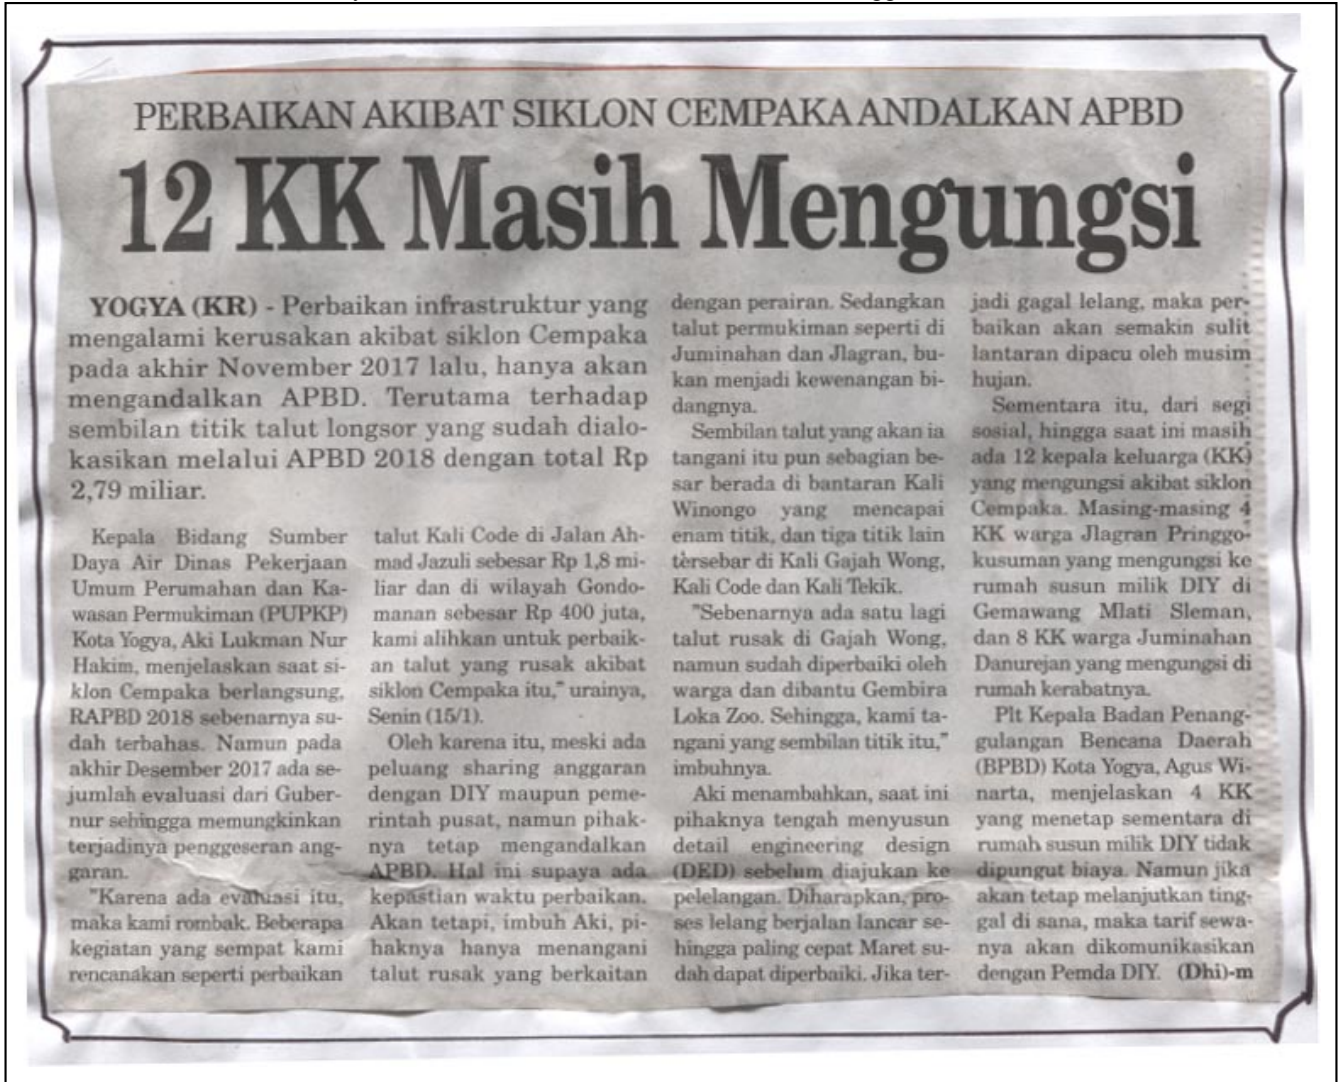 PERBAIKAN AKIBAT SIKLON CEMPAKA ANDALKAN APBD
12 KK Masih Mengungsi
YOGYA (KR) - Perbaikan infrastruktur yang
mengalami kerusakan akibat siklon Cempaka
pada akhir November 2017 lalu, hanya akan
mengandalkan APBD. Terutama terhadap
sembilan titik talut longsor yang sudah dialo-
kasikan melalui APBD 2018 dengan total Rp
2,79 miliar.
Kepala Bidang Sumber
Daya Air Dinas Pekerjaan
Umum Perumahan dan Ka-
wasan Permukiman (PUPKP)
Kota Yogya, Aki Lukman Nur
Hakim, menjelaskan saat si-
klon Cempaka berlangsung,
RAPBD 2018 sebenarnya su-
dah terbahas. Namun pada
akhir Desember 2017 ada se-
jumlah evaluasi dari Guber-
nur sehingga memungkinkan
terjadinya penggeseran ang-
garan.
"Karena ada evaluasi itu,
maka kami rombak. Beberapa
kegiatan yang sempat kami
rencanakan seperti perbaikan
talut Kali Code di Jalan Ah-
mad Jazuli sebesar Rp 1,8 mi-
liar dan di wilayah Gondo-
manan sebesar Rp 400 juta,
kami alihkan untuk perbaik-
an talut yang rusak akibat
siklon Cempaka itu," urainya,
Senin (15/1).
Oleh karena itu, meski ada
peluang sharing anggaran
dengan DIY maupun peme-
rintah pusat, namun pihak-
nya tetap mengandalkan
APBD. Hal ini supaya ada
kepastian waktu perbaikan.
Akan tetapi, imbuh Aki, pi-
haknya hanya menangani
talut rusak yang berkaitan
dengan perairan. Sedangkan
talut permukiman seperti di
Juminahan dan Jlagran, bu-
kan menjadi kewenangan bi-
dangnya.
Sembilan talut yang akan ia
tangani itu pun sebagian be-
sar berada di bantaran Kali
Winongo yang mencapai
enam titik, dan tiga titik lain
tersebar di Kali Gajah Wong,
Kali Code dan Kali Tekik.
"Sebenarnya ada satu lagi
talut rusak di Gajah Wong,
namun sudah diperbaiki oleh
warga dan dibantu Gembira
Loka Zoo. Sehingga, kami ta-
ngani yang sembilan titik itu,"
imbuhnya.
Aki menambahkan, saat ini
pihaknya tengah menyusun
detail engineering design
(DED) sebelum diajukan ke
pelelangan. Diharapkan, pro-
ses lelang berjalan lancar se-
hingga paling cepat Maret su-
dah dapat diperbaiki. Jika ter-
jadi gagal lelang, maka per-
baikan akan semakin sulit
lantaran dipacu oleh musim
hujan.
Sementara itu, dari segi
sosial, hingga saat ini masih
ada 12 kepala keluarga (KK)
yang mengungsi akibat siklon
Cempaka. Masing-masing 4
KK warga Jlagran Pringgo-
kusuman yang mengungsi ke
rumah susun milik DIY di
Gemawang Mlati Sleman,
dan 8 KK warga Juminahan
Danurejan yang mengungsi di
rumah kerabatnya.
Plt Kepala Badan Penang-
gulangan Bencana Daerah
(BPBD) Kota Yogya, Agus Wi-
narta, menjelaskan 4 KK
yang menetap sementara di
rumah susun milik DIY tidak
dipungut biaya. Namun jika
akan tetap melanjutkan ting-
gal di sana, maka tarif sewa-
nya akan dikomunikasikan
dengan Pemda DIY. (Dhi)-m